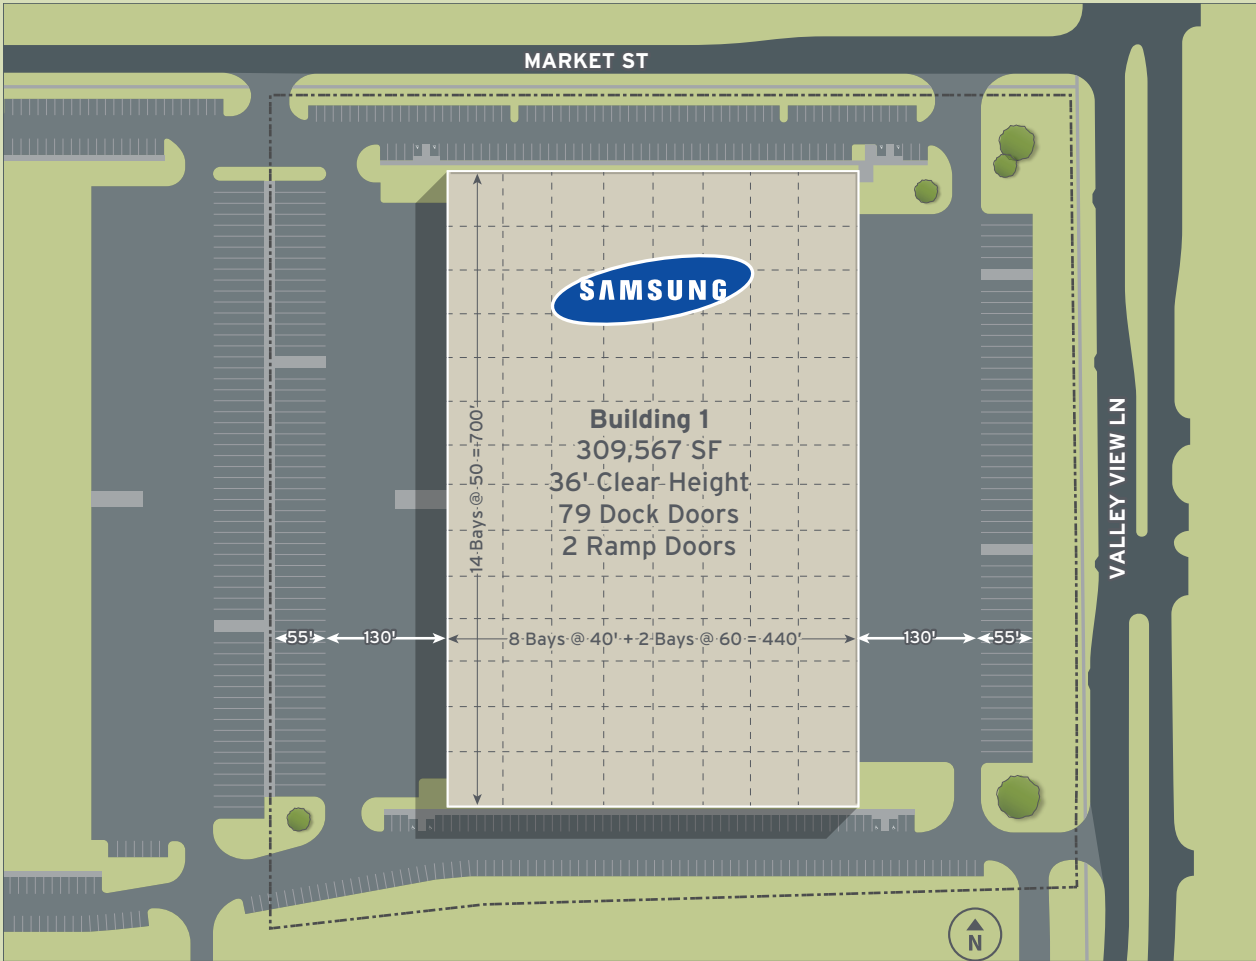 MARKET ST
SAMSUNG
Building 1
309,567 SF
36' Clear Height
79 Dock Doors
2 Ramp Doors
14 Bays @ 50 = 700'
VALLEY VIEW LN
55'
130'
8 Bays @ 40' + 2 Bays @ 60 = 440'
130'
55'
N